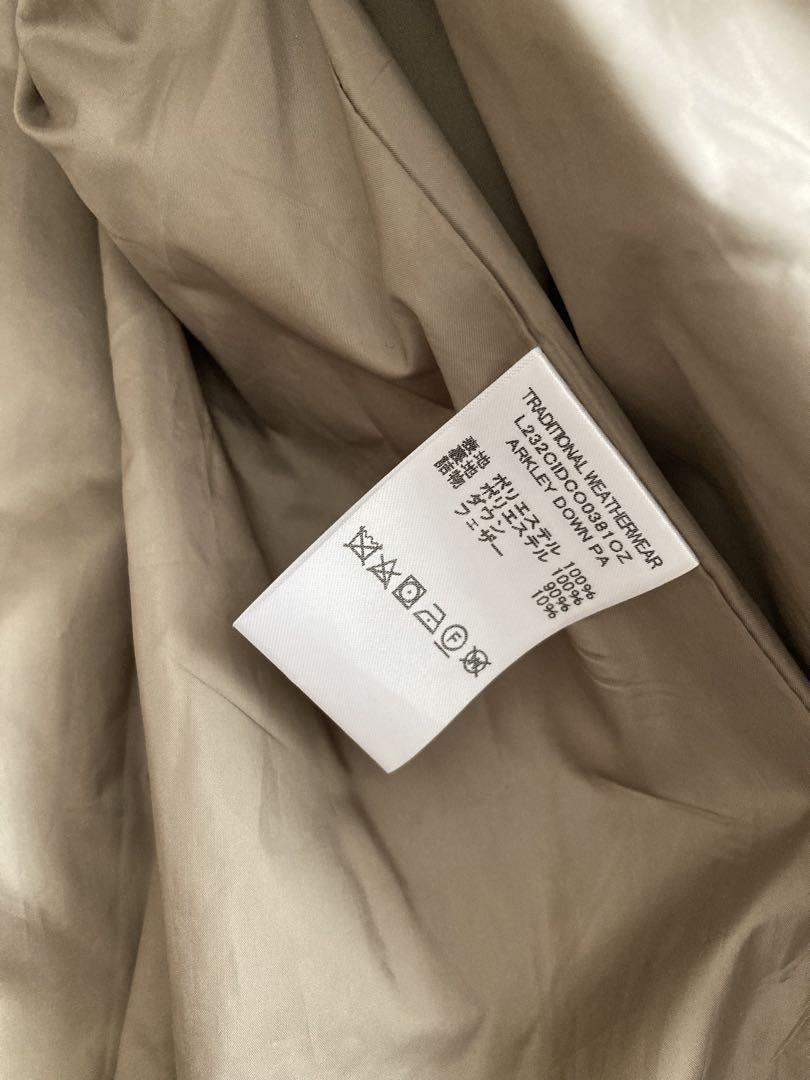 TRADITIONAL WEATHERWEAR
L232CIDCO0381OZ
ARKLEY DOWN PA
表地 ポリエステル 100%
裏地 ポリエステル 100%
詰物 ダウン 90%
フェザー 10%
F
W